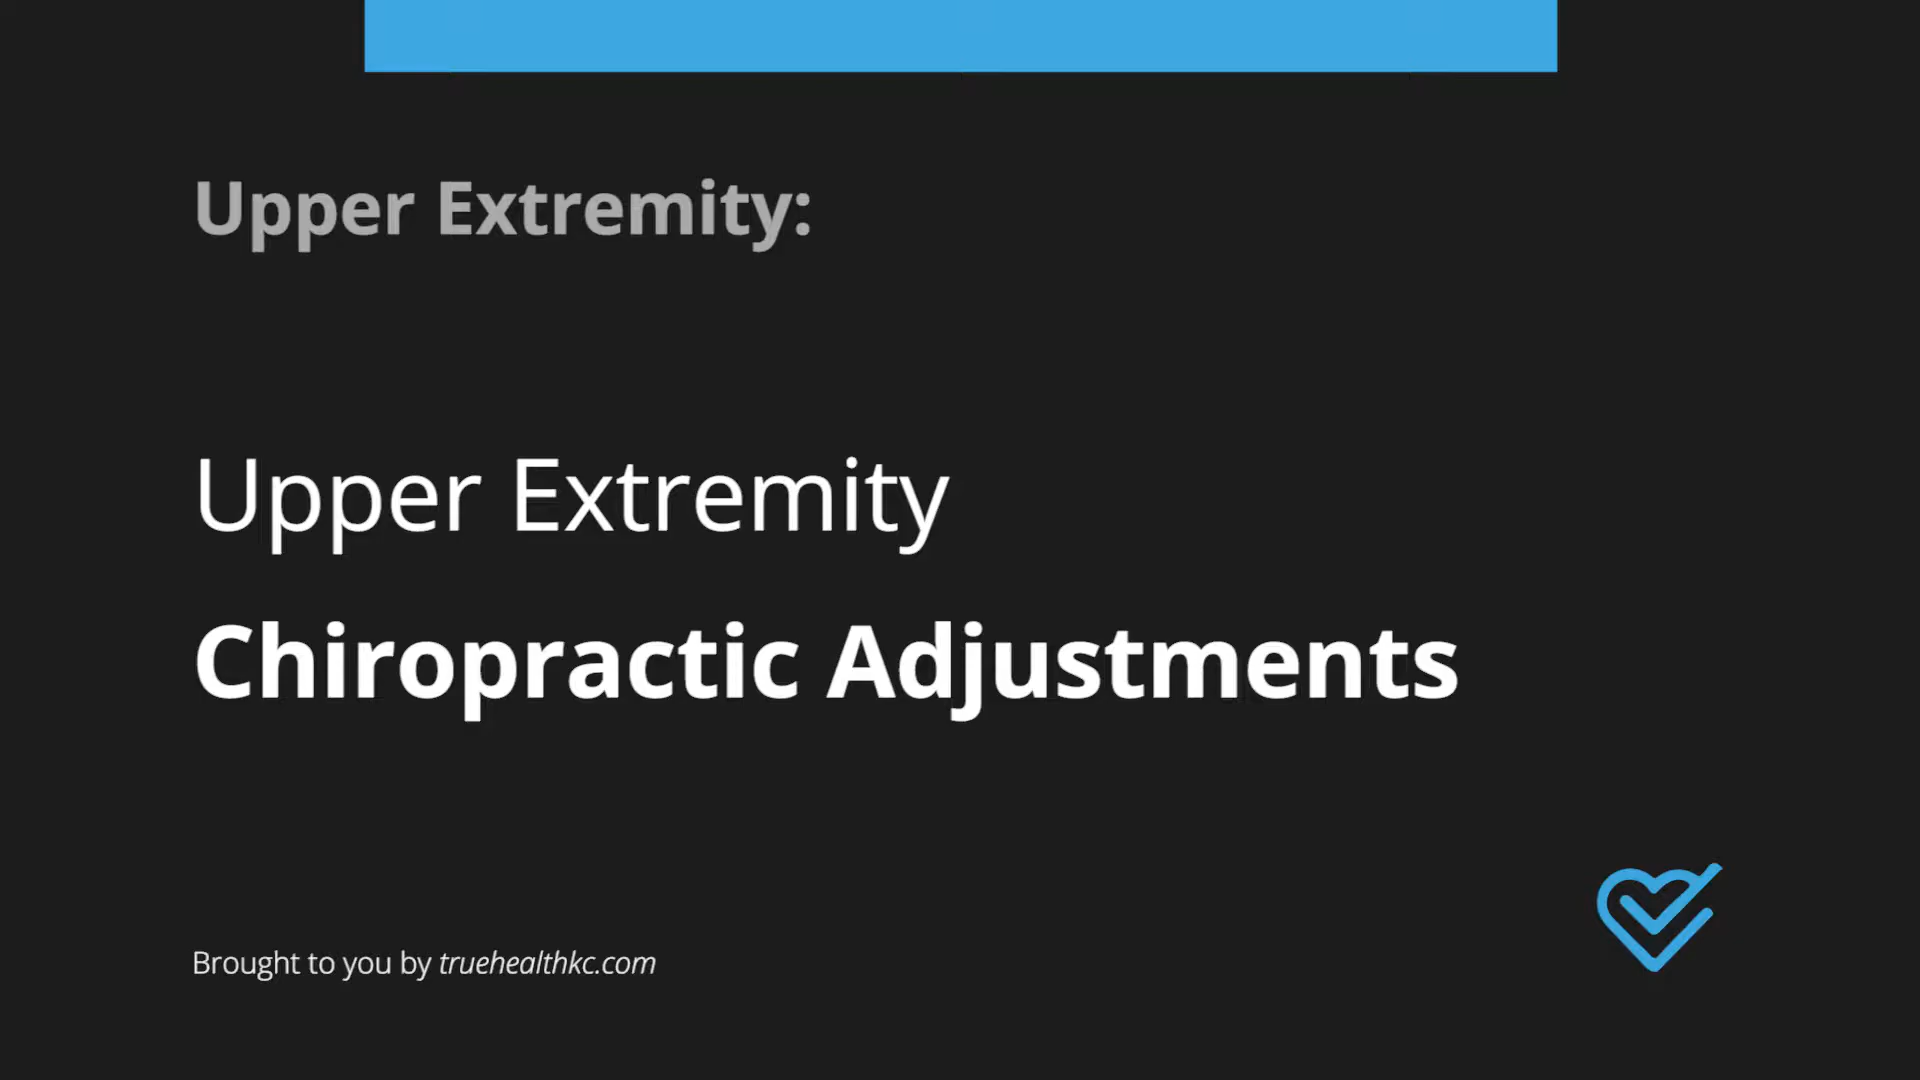 Upper Extremity:
Upper Extremity
Chiropractic Adjustments
Brought to you by truehealthkc.com